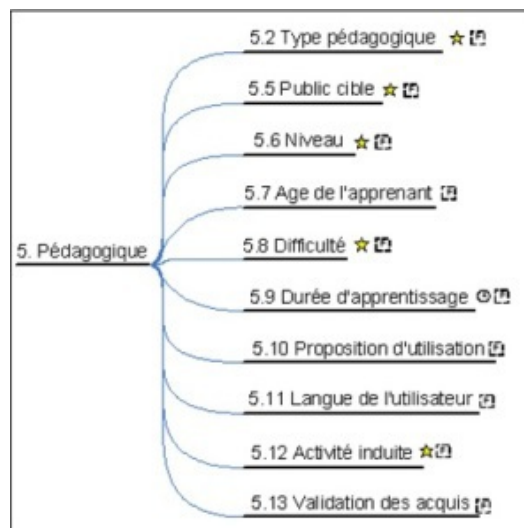 5.2 Type pédagogique
5.5 Public cible
5.6 Niveau
5.7 Age de l'apprenant
5. Pédagogique
5.8 Difficulté
5.9 Durée d'apprentissage
5.10 Proposition d'utilisation
5.11 Langue de l'utilisateur
5.12 Activité induite
5.13 Validation des acquis